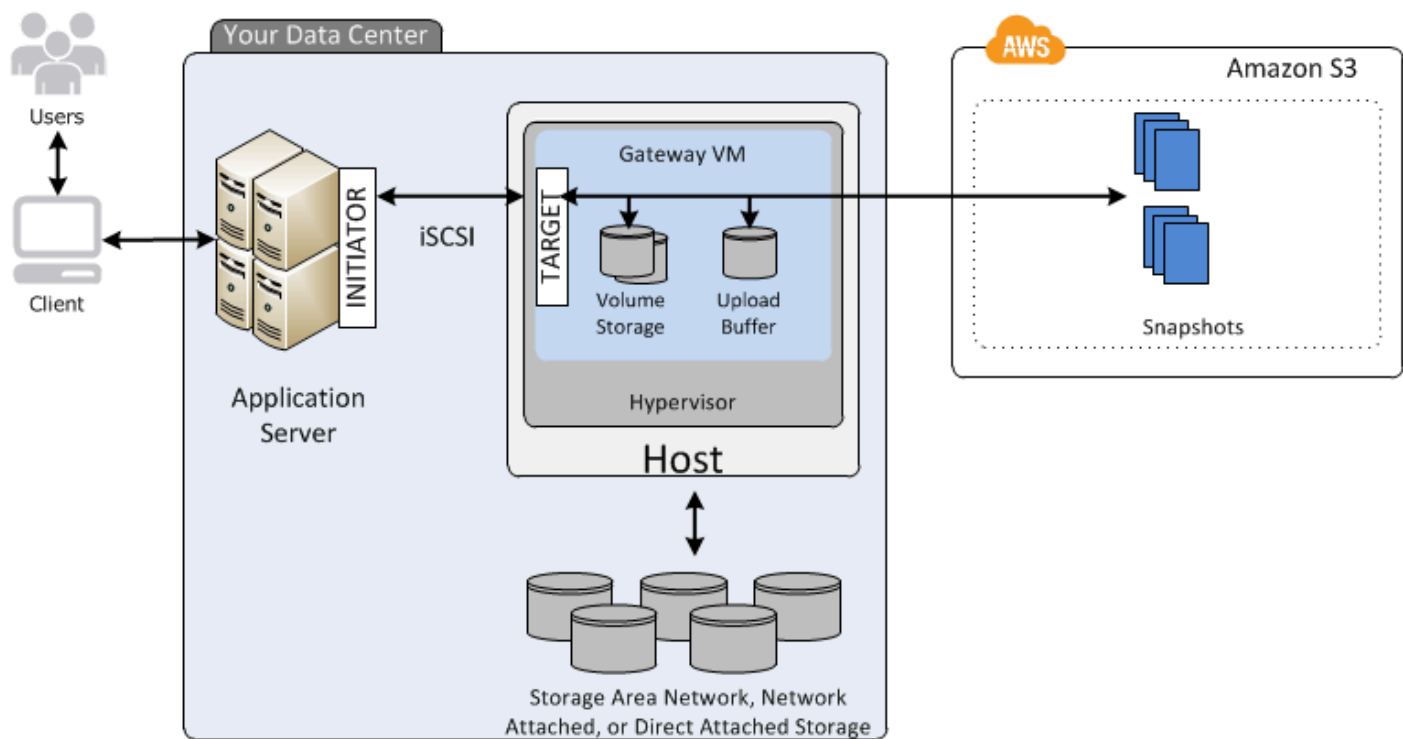 Your Data Center
AWS
Amazon S3
Users
Client
Application
Server
INITIATOR
iSCSI
TARGET
Gateway VM
Volume
Storage
Upload
Buffer
Hypervisor
Host
Snapshots
Storage Area Network, Network
Attached, or Direct Attached Storage